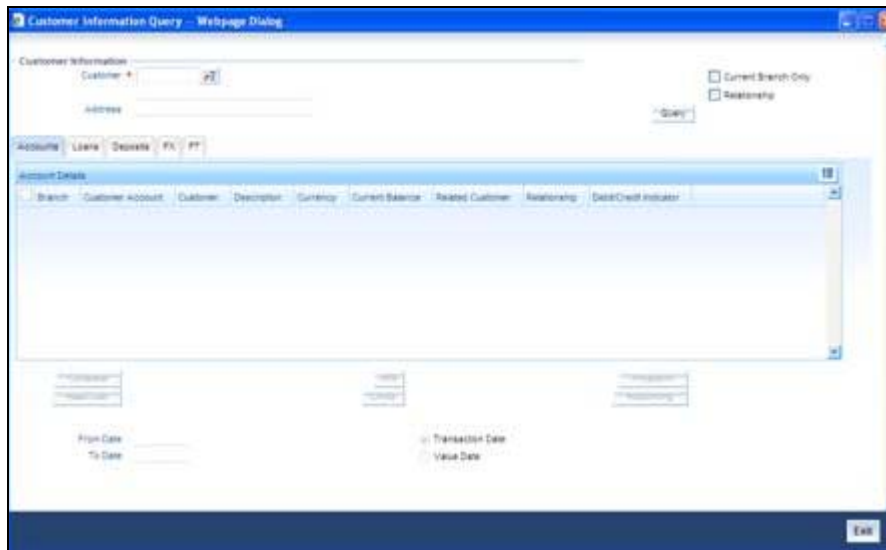 Customer Information Query -- Webpage Dialog
Customer Information
Customer *
Current Branch Only
Relationship
Address
Query
Accounts Loans Deposits FX FT
Account Details
Branch Customer Account Customer Description Currency Current Balance Related Customer Relationship Debit/Credit Indicator
From Date
Transaction Date
To Date
Value Date
Exit